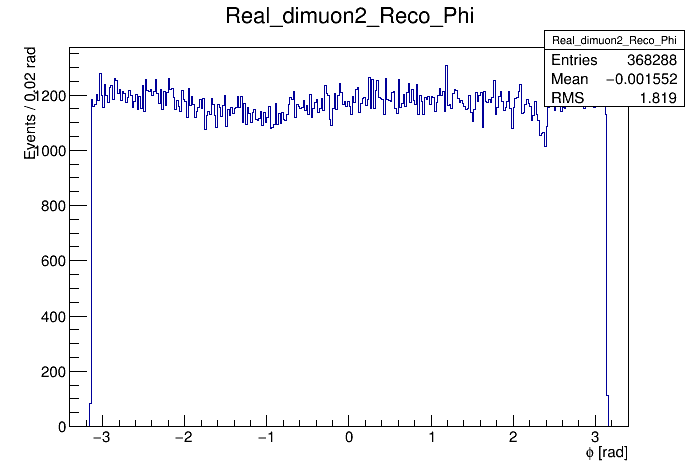 Real_dimuon2_Reco_Phi
Real_dimuon2_Reco_Phi
Entries 368288
Mean −0.001552
RMS 1.819
Events / 0.02 rad
1200
1000
800
600
400
200
0
−3 −2 −1 0 1 2 3
ϕ [rad]